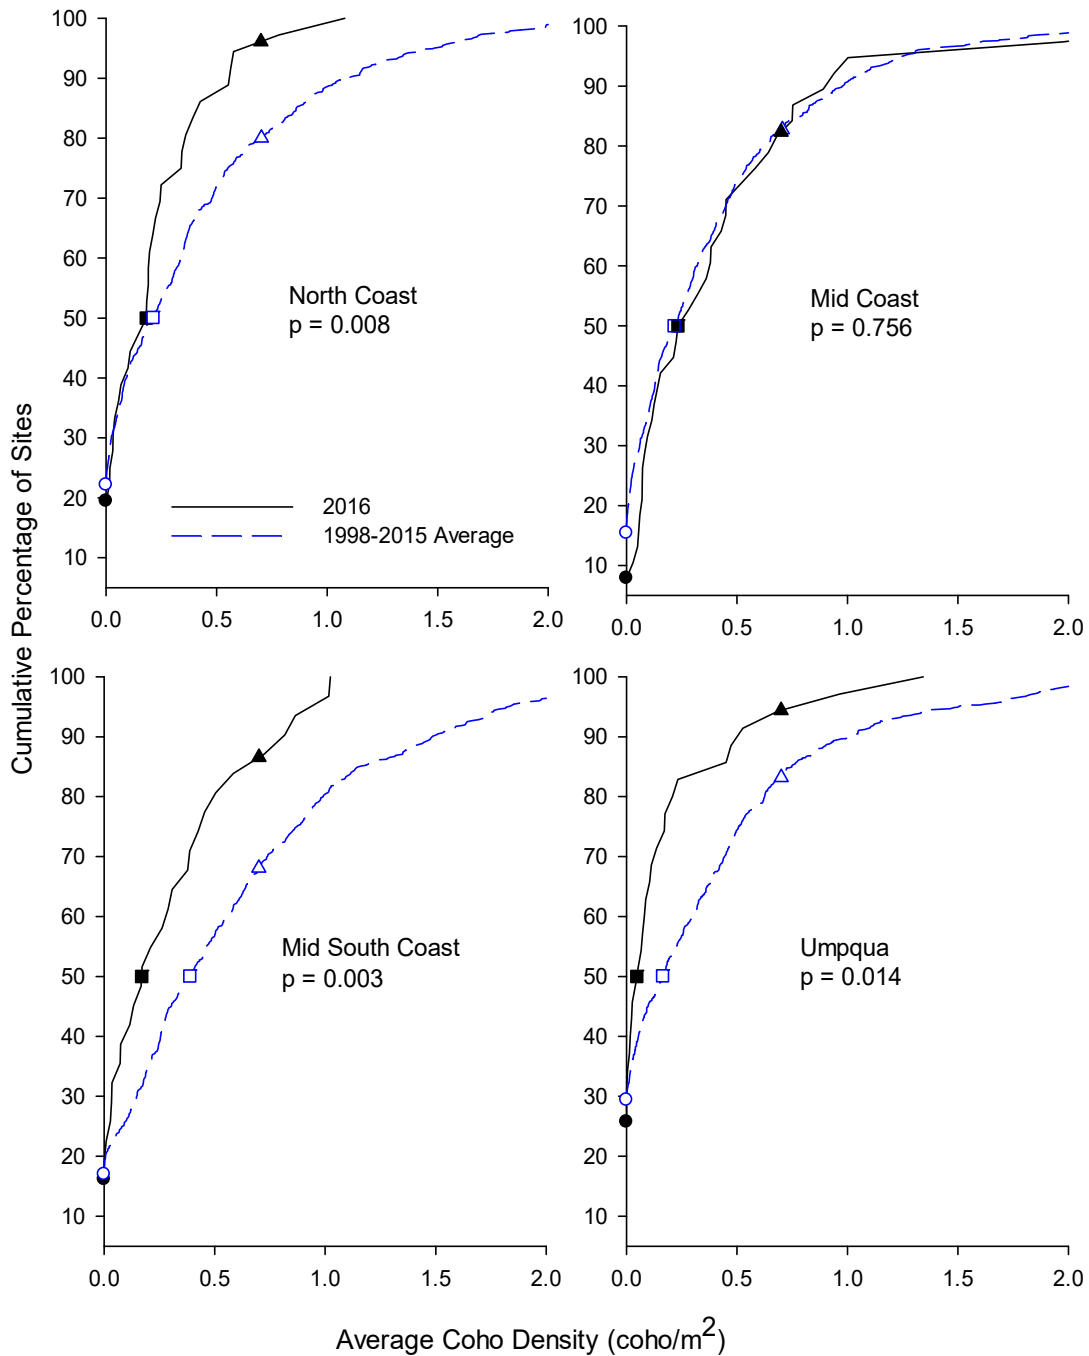 Cumulative Percentage of Sites
100
90
80
70
60
50
40
30
20
10
0.0 0.5 1.0 1.5 2.0
North Coast
p = 0.008
2016
1998-2015 Average
100
90
80
70
60
50
40
30
20
10
0.0 0.5 1.0 1.5 2.0
Mid Coast
p = 0.756
100
90
80
70
60
50
40
30
20
10
0.0 0.5 1.0 1.5 2.0
Mid South Coast
p = 0.003
100
90
80
70
60
50
40
30
20
10
0.0 0.5 1.0 1.5 2.0
Umpqua
p = 0.014
Average Coho Density (coho/m²)